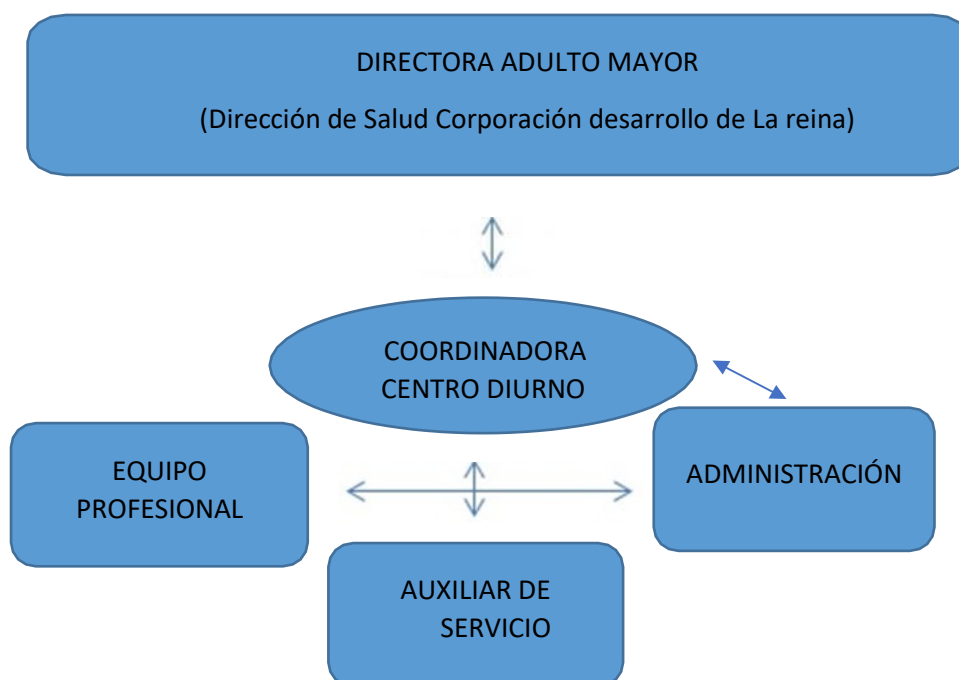 DIRECTORA ADULTO MAYOR
(Dirección de Salud Corporación desarrollo de La reina)
COORDINADORA
CENTRO DIURNO
EQUIPO
PROFESIONAL
ADMINISTRACIÓN
AUXILIAR DE
SERVICIO